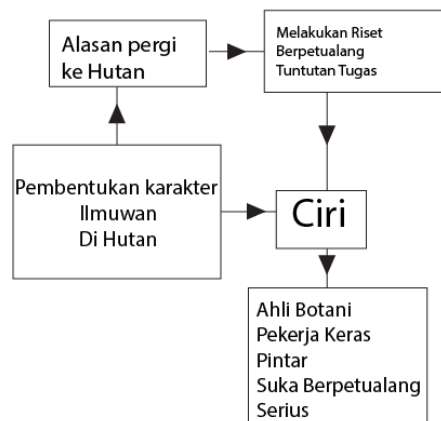 Alasan pergi
ke Hutan
Melakukan Riset
Berpetualang
Tuntutan Tugas
Pembentukan karakter
Ilmuwan
Di Hutan
Ciri
Ahli Botani
Pekerja Keras
Pintar
Suka Berpetualang
Serius